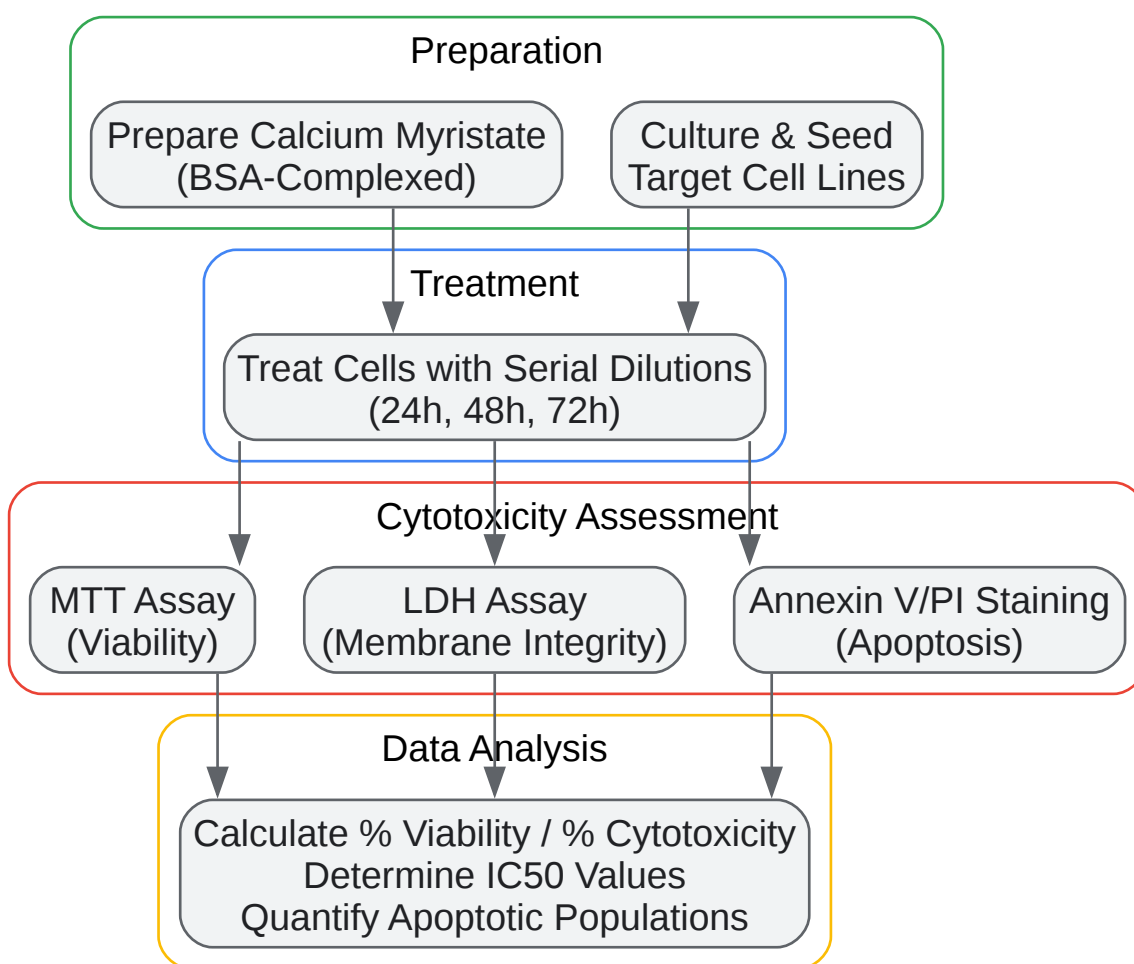 Preparation
Prepare Calcium Myristate
(BSA-Complexed)
Culture & Seed
Target Cell Lines
Treatment
Treat Cells with Serial Dilutions
(24h, 48h, 72h)
Cytotoxicity Assessment
MTT Assay
(Viability)
LDH Assay
(Membrane Integrity)
Annexin V/PI Staining
(Apoptosis)
Data Analysis
Calculate % Viability / % Cytotoxicity
Determine IC50 Values
Quantify Apoptotic Populations